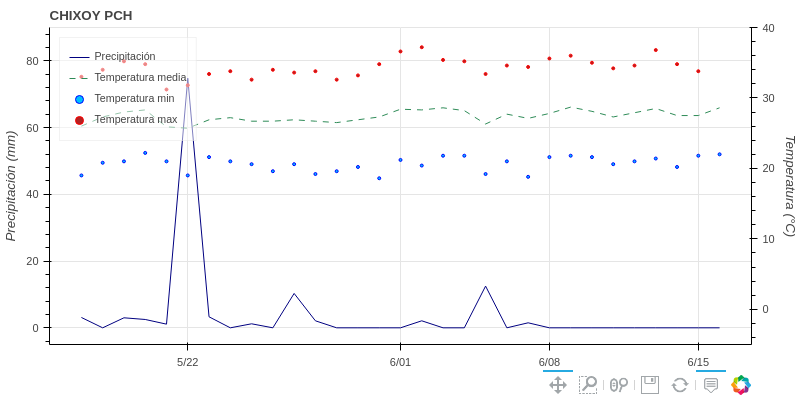 CHIXOY PCH
Precipitación
Temperatura media
Temperatura min
Temperatura max
80
60
40
20
0
Precipitación (mm)
40
30
20
10
0
Temperatura (°C)
5/22
6/01
6/08
6/15